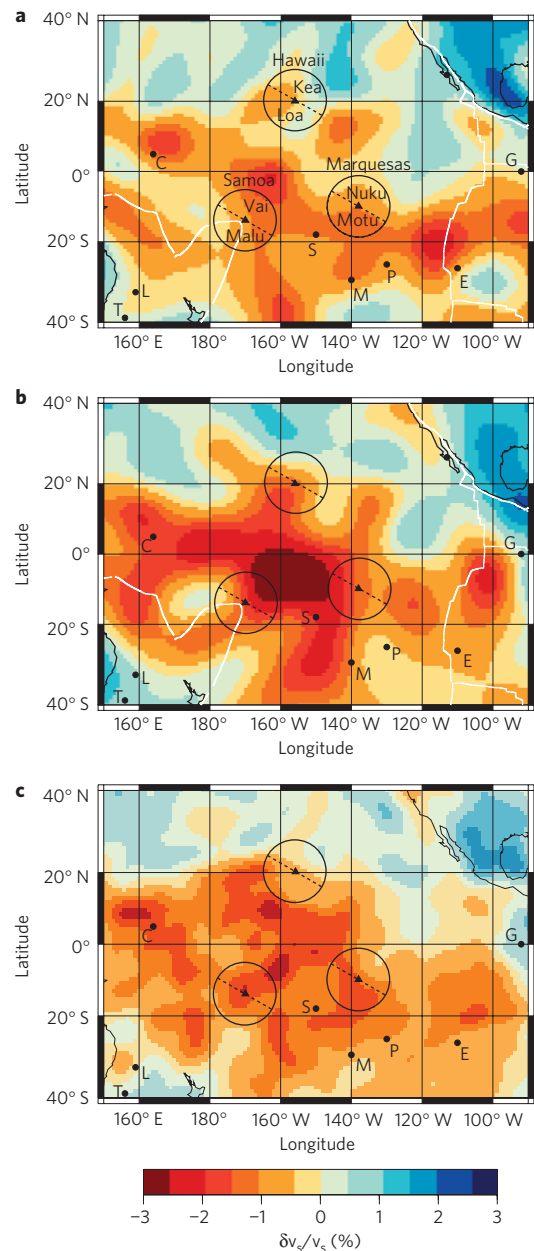 a
40° N
20° N
0°
20° S
40° S
Latitude
Hawaii
Kea
Loa
C
Marquesas
G
Samoa
Nuku
Vai
Motu
Malu
S
P
E
L
M
T
160° E 180° 160° W 140° W 120° W 100° W
Longitude
b
40° N
20° N
0°
20° S
40° S
Latitude
C
G
S
P
E
L
M
T
160° E 180° 160° W 140° W 120° W 100° W
Longitude
c
40° N
20° N
0°
20° S
40° S
Latitude
C
G
S
P
E
L
M
T
160° E 180° 160° W 140° W 120° W 100° W
Longitude
−3 −2 −1 0 1 2 3
δvs/vs (%)